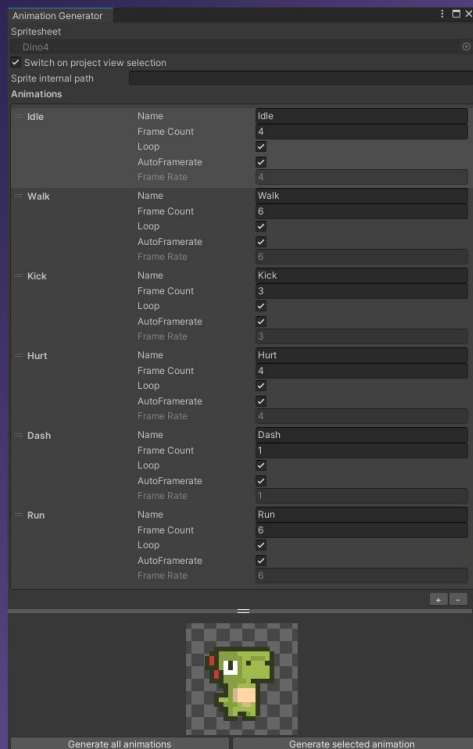 Animation Generator
Spritesheet
Dino4
Switch on project view selection
Sprite internal path
Animations
Idle Name Idle
Frame Count 4
Loop
AutoFramerate
Frame Rate 4
Walk Name Walk
Frame Count 6
Loop
AutoFramerate
Frame Rate 6
Kick Name Kick
Frame Count 3
Loop
AutoFramerate
Frame Rate 3
Hurt Name Hurt
Frame Count 4
Loop
AutoFramerate
Frame Rate 4
Dash Name Dash
Frame Count 1
Loop
AutoFramerate
Frame Rate 1
Run Name Run
Frame Count 6
Loop
AutoFramerate
Frame Rate 6
+ -
Generate all animations Generate selected animation